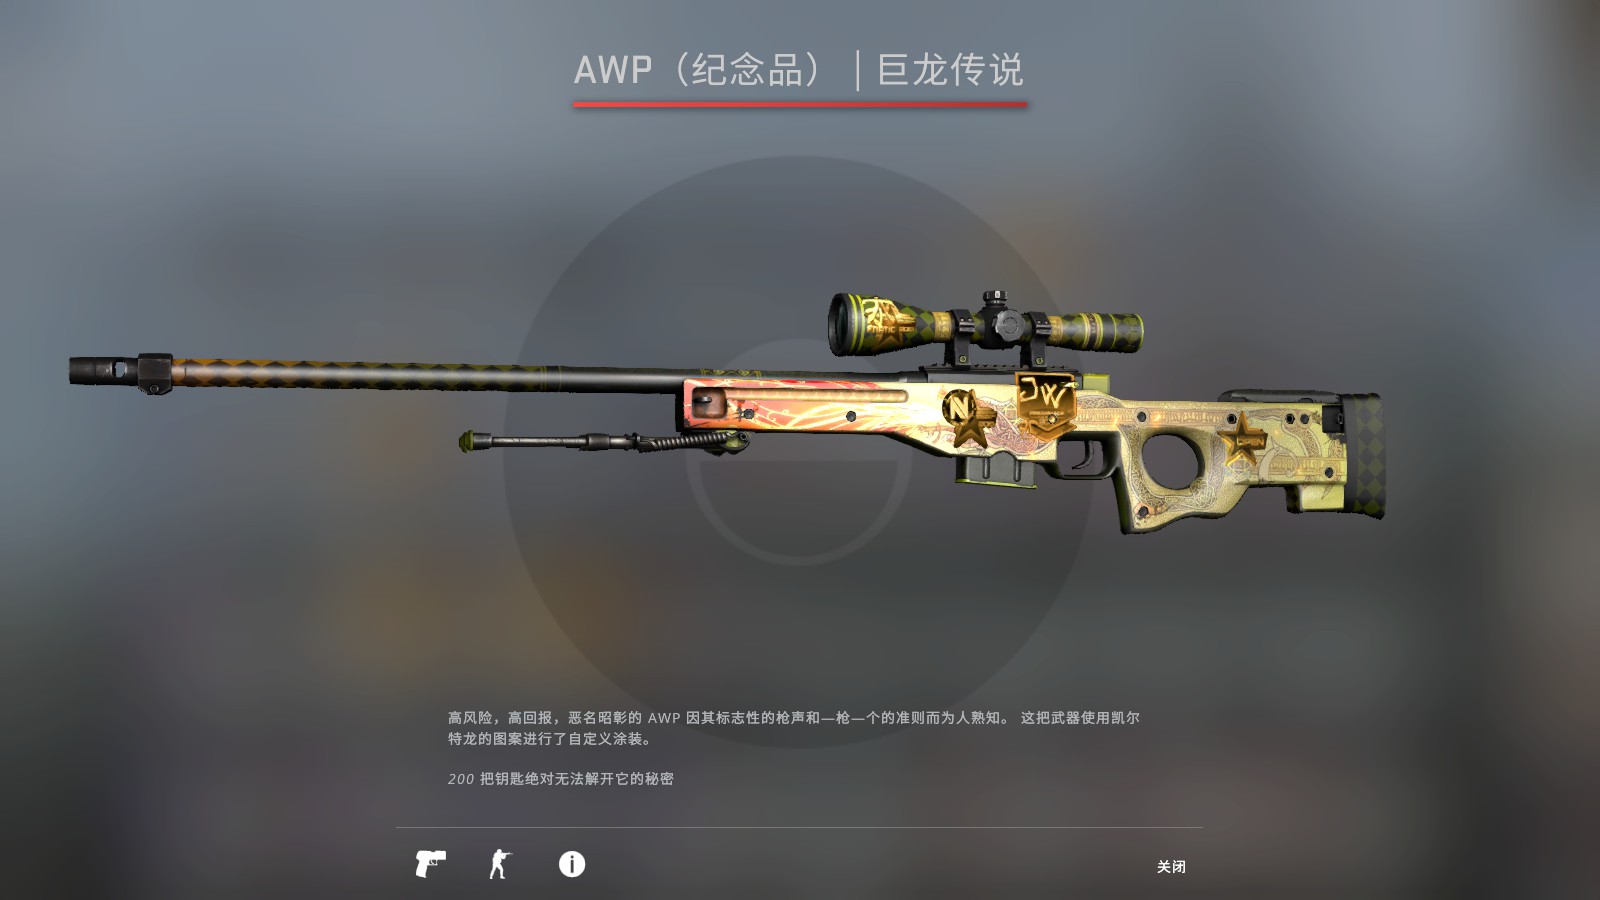 AWP（纪念品） | 巨龙传说
FNATIC
N
JW
高风险，高回报，恶名昭彰的 AWP 因其标志性的枪声和一枪一个的准则而为人熟知。 这把武器使用凯尔
特龙的图案进行了自定义涂装。
200 把钥匙绝对无法解开它的秘密
关闭